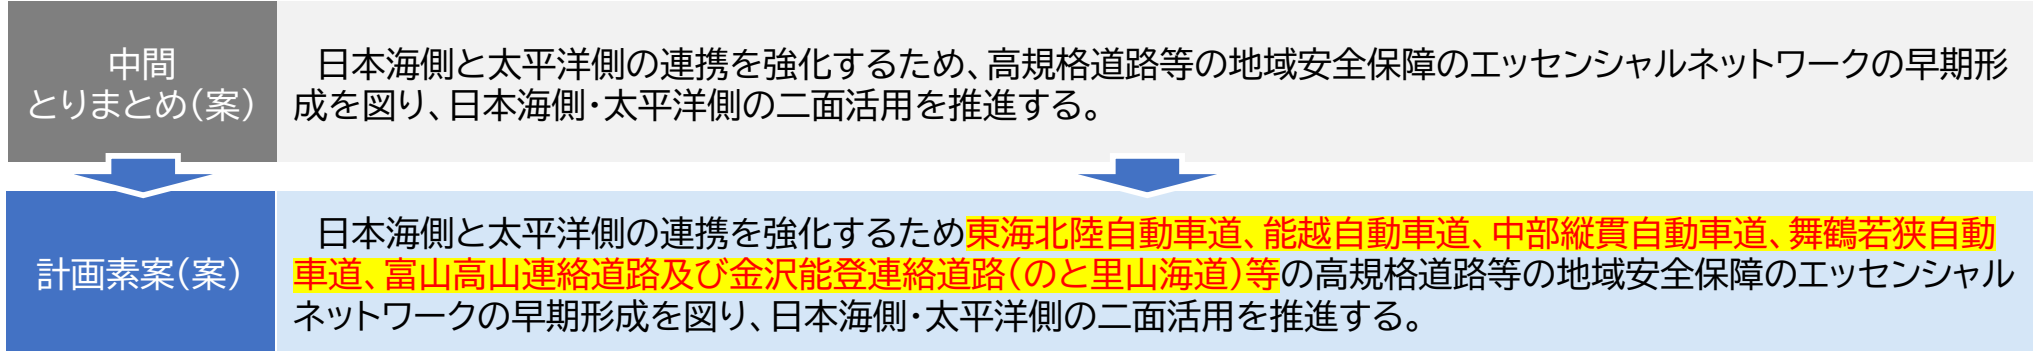 中間
とりまとめ(案)
日本海側と太平洋側の連携を強化するため、高規格道路等の地域安全保障のエッセンシャルネットワークの早期形
成を図り、日本海側・太平洋側の二面活用を推進する。
計画素案(案)
日本海側と太平洋側の連携を強化するため東海北陸自動車道、能越自動車道、中部縦貫自動車道、舞鶴若狭自動
車道、富山高山連絡道路及び金沢能登連絡道路(のと里山海道)等の高規格道路等の地域安全保障のエッセンシャル
ネットワークの早期形成を図り、日本海側・太平洋側の二面活用を推進する。